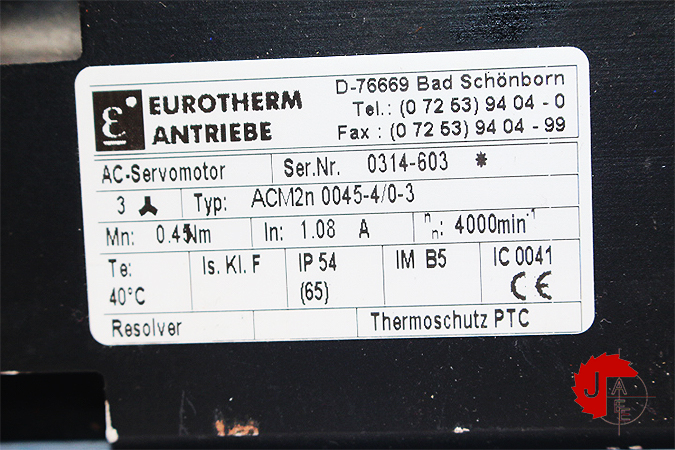 ε
EUROTHERM
ANTRIEBE
D-76669 Bad Schönborn
Tel.: (0 72 53) 94 04 - 0
Fax : (0 72 53) 94 04 - 99
AC-Servomotor Ser.Nr. 0314-603 *
3 Typ: ACM2n 0045-4/0-3
Mn: 0.45Nm In: 1.08 A nn: 4000min-1
Te: Is. Kl. F IP 54 IM B5 IC 0041
40°C (65) CE
Resolver Thermoschutz PTC
J